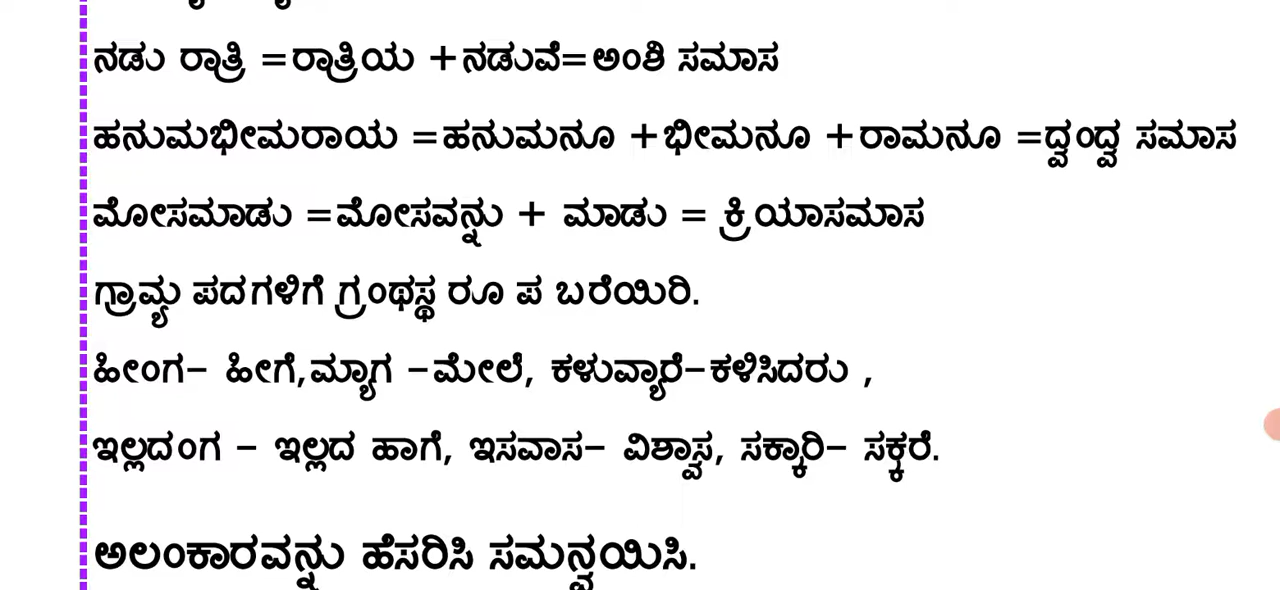 ನಡು ರಾತ್ರಿ =ರಾತ್ರಿಯ +ನಡುವೆ=ಅಂಶಿ ಸಮಾಸ
ಹನುಮಭೀಮರಾಯ =ಹನುಮನೂ +ಭೀಮನೂ +ರಾಮನೂ =ದ್ವಂದ್ವ ಸಮಾಸ
ಮೋಸಮಾಡು =ಮೋಸವನ್ನು + ಮಾಡು = ಕ್ರಿಯಾಸಮಾಸ
ಗ್ರಾಮ್ಯ ಪದಗಳಿಗೆ ಗ್ರಂಥಸ್ಥ ರೂ ಪ ಬರೆಯಿರಿ.
ಹೀಂಗ– ಹೀಗೆ,ಮ್ಯಾಗ –ಮೇಲೆ, ಕಳುವ್ಯಾರೆ–ಕಳಿಸಿದರು ,
ಇಲ್ಲದಂಗ – ಇಲ್ಲದ ಹಾಗೆ, ಇಸವಾಸ– ವಿಶ್ವಾಸ, ಸಕ್ಕಾರಿ– ಸಕ್ಕರೆ.
ಅಲಂಕಾರವನ್ನು ಹೆಸರಿಸಿ ಸಮನ್ವಯಿಸಿ.